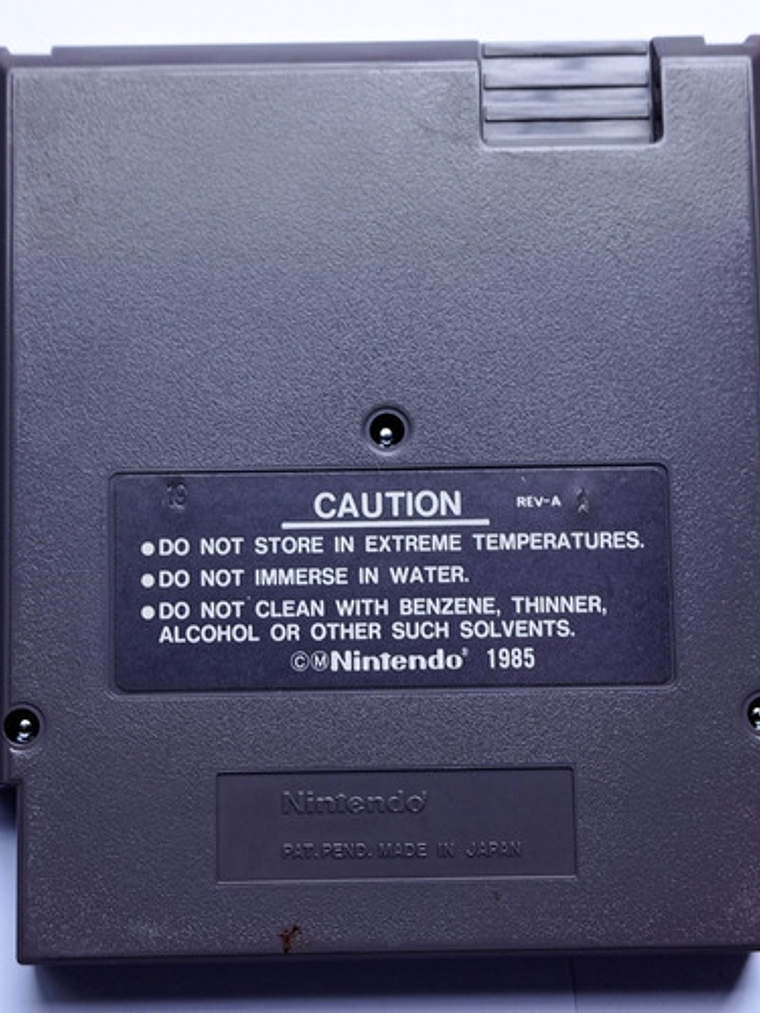 19
CAUTION REV-A
●DO NOT STORE IN EXTREME TEMPERATURES.
●DO NOT IMMERSE IN WATER.
●DO NOT CLEAN WITH BENZENE, THINNER,
ALCOHOL OR OTHER SUCH SOLVENTS.
©ⓂNintendo® 1985
Nintendo®
PAT. PEND. MADE IN JAPAN